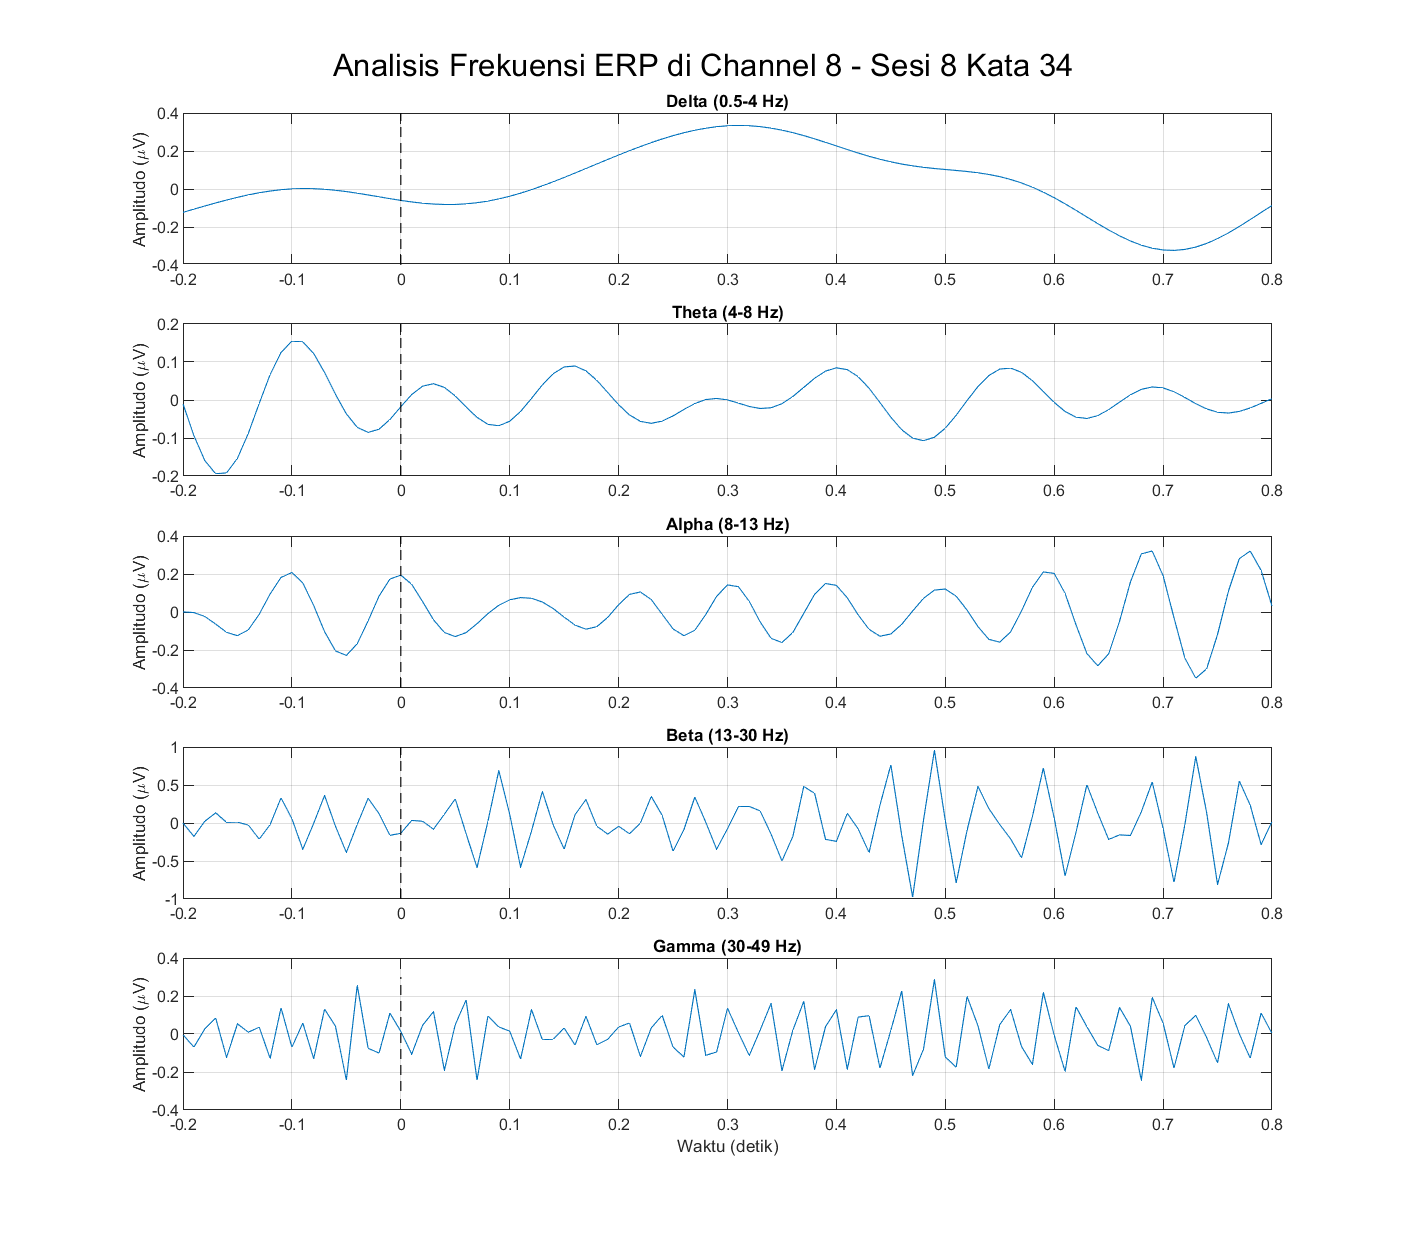 Analisis Frekuensi ERP di Channel 8 - Sesi 8 Kata 34
Delta (0.5-4 Hz)
Amplitudo (μV)
0.4
0.2
0
-0.2
-0.4
-0.2 -0.1 0 0.1 0.2 0.3 0.4 0.5 0.6 0.7 0.8
Theta (4-8 Hz)
Amplitudo (μV)
0.2
0.1
0
-0.1
-0.2
-0.2 -0.1 0 0.1 0.2 0.3 0.4 0.5 0.6 0.7 0.8
Alpha (8-13 Hz)
Amplitudo (μV)
0.4
0.2
0
-0.2
-0.4
-0.2 -0.1 0 0.1 0.2 0.3 0.4 0.5 0.6 0.7 0.8
Beta (13-30 Hz)
Amplitudo (μV)
1
0.5
0
-0.5
-1
-0.2 -0.1 0 0.1 0.2 0.3 0.4 0.5 0.6 0.7 0.8
Gamma (30-49 Hz)
Amplitudo (μV)
0.4
0.2
0
-0.2
-0.4
-0.2 -0.1 0 0.1 0.2 0.3 0.4 0.5 0.6 0.7 0.8
Waktu (detik)